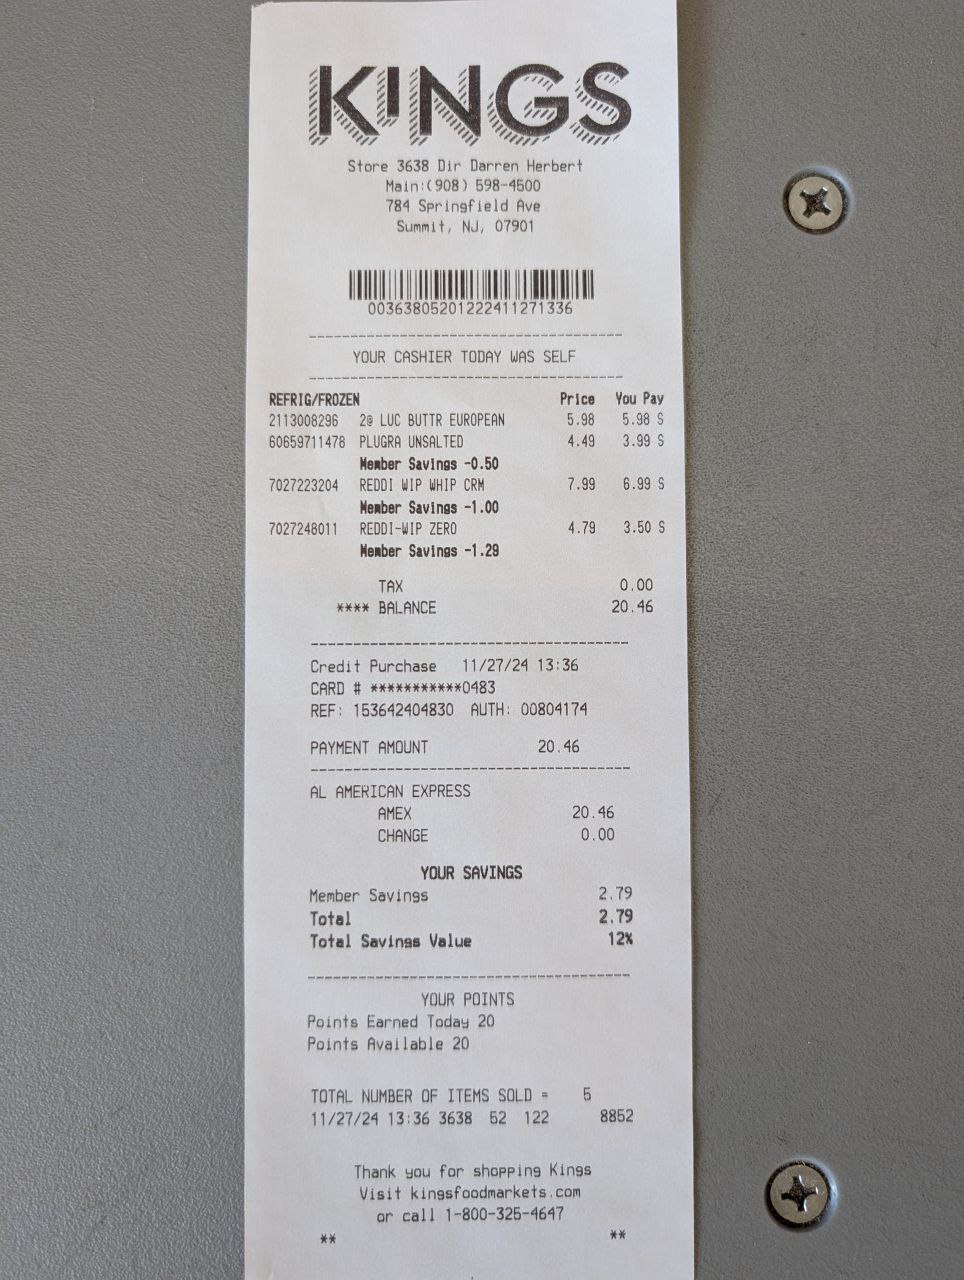 KINGS
Store 3638 Dir Darren Herbert
Main:(908) 598-4500
784 Springfield Ave
Summit, NJ, 07901
003638052012224112​71336
YOUR CASHIER TODAY WAS SELF
REFRIG/FROZEN Price You Pay
2113008296 2@ LUC BUTTR EUROPEAN 5.98 5.98 S
60659711478 PLUGRA UNSALTED 4.49 3.99 S
Member Savings -0.50
7027223204 REDDI WIP WHIP CRM 7.99 6.99 S
Member Savings -1.00
7027248011 REDDI-WIP ZERO 4.79 3.50 S
Member Savings -1.29
TAX 0.00
**** BALANCE 20.46
Credit Purchase 11/27/24 13:36
CARD # ***********0483
REF: 153642404830 AUTH: 00804174
PAYMENT AMOUNT 20.46
AL AMERICAN EXPRESS
AMEX 20.46
CHANGE 0.00
YOUR SAVINGS
Member Savings 2.79
Total 2.79
Total Savings Value 12%
YOUR POINTS
Points Earned Today 20
Points Available 20
TOTAL NUMBER OF ITEMS SOLD = 5
11/27/24 13:36 3638 52 122 8852
Thank you for shopping Kings
Visit kingsfoodmarkets.com
or call 1-800-325-4647
** **